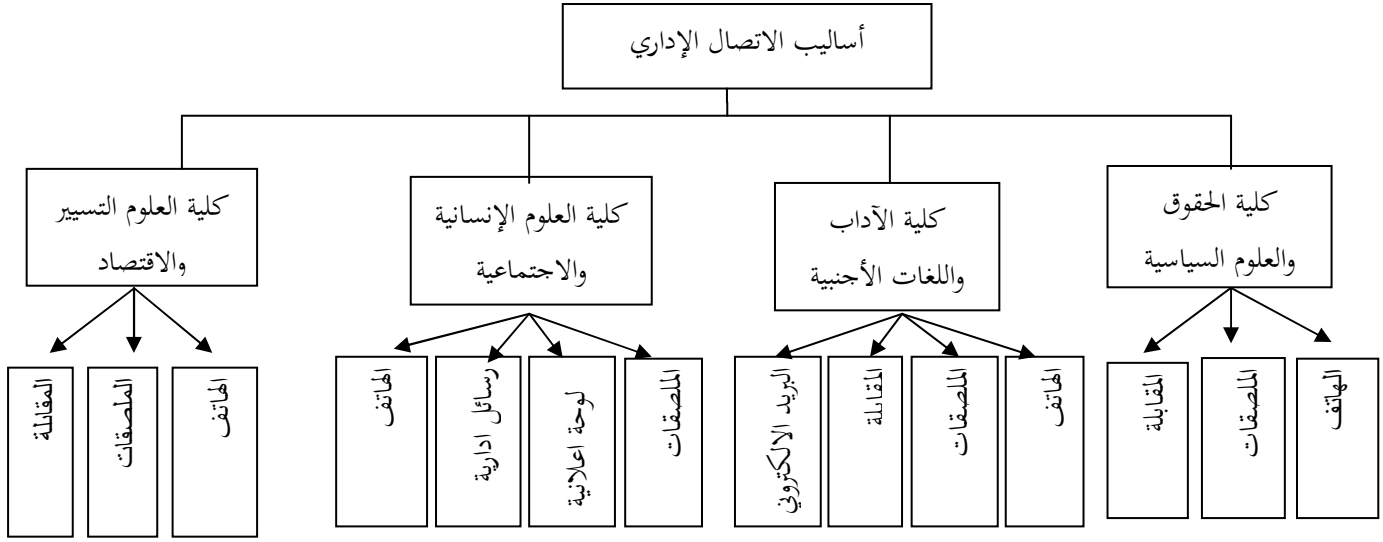 أساليب الاتصال الإداري
كلية الحقوق
والعلوم السياسية
كلية الآداب
واللغات الأجنبية
كلية العلوم الإنسانية
والاجتماعية
كلية العلوم التسيير
والاقتصاد
الهاتف
الملصقات
المقابلة
الهاتف
الملصقات
المقابلة
البريد الالكتروني
الملصقات
لوحة اعلانية
رسائل ادارية
الهاتف
الهاتف
الملصقات
المقابلة